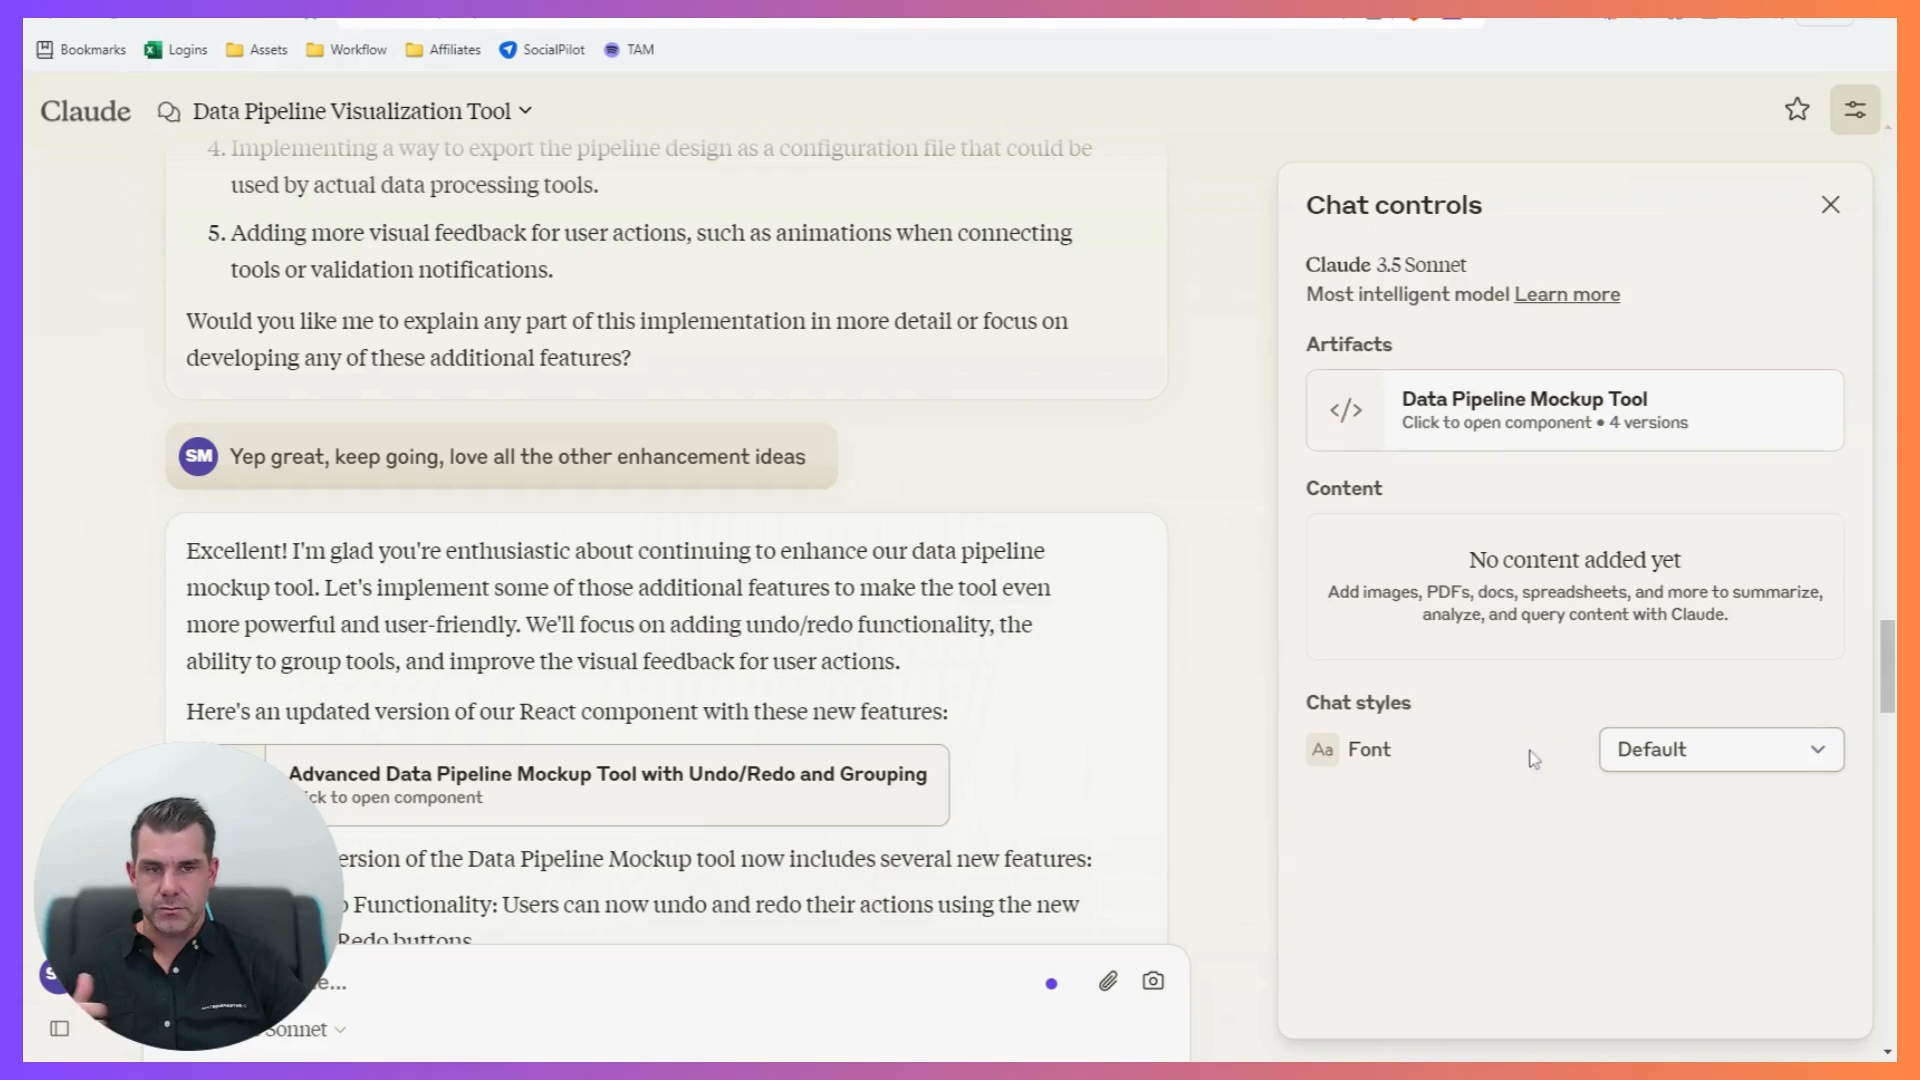 Bookmarks Logins Assets Workflow Affiliates SocialPilot TAM
Claude Data Pipeline Visualization Tool
4. Implementing a way to export the pipeline design as a configuration file that could be
used by actual data processing tools.
5. Adding more visual feedback for user actions, such as animations when connecting
tools or validation notifications.
Would you like me to explain any part of this implementation in more detail or focus on
developing any of these additional features?
SM Yep great, keep going, love all the other enhancement ideas
Excellent! I'm glad you're enthusiastic about continuing to enhance our data pipeline
mockup tool. Let's implement some of those additional features to make the tool even
more powerful and user-friendly. We'll focus on adding undo/redo functionality, the
ability to group tools, and improve the visual feedback for user actions.
Here's an updated version of our React component with these new features:
Advanced Data Pipeline Mockup Tool with Undo/Redo and Grouping
ck to open component
ersion of the Data Pipeline Mockup tool now includes several new features:
Functionality: Users can now undo and redo their actions using the new
Redo buttons
Sonnet
Chat controls
Claude 3.5 Sonnet
Most intelligent model Learn more
Artifacts
</> Data Pipeline Mockup Tool
Click to open component • 4 versions
Content
No content added yet
Add images, PDFs, docs, spreadsheets, and more to summarize,
analyze, and query content with Claude.
Chat styles
Aa Font Default